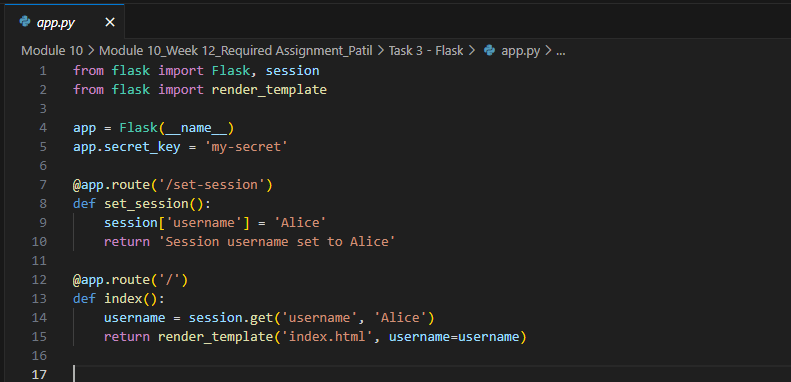 app.py ×
Module 10 > Module 10_Week 12_Required Assignment_Patil > Task 3 - Flask > app.py > ...
1 from flask import Flask, session
2 from flask import render_template
3
4 app = Flask(__name__)
5 app.secret_key = 'my-secret'
6
7 @app.route('/set-session')
8 def set_session():
9     session['username'] = 'Alice'
10     return 'Session username set to Alice'
11
12 @app.route('/')
13 def index():
14     username = session.get('username', 'Alice')
15     return render_template('index.html', username=username)
16
17